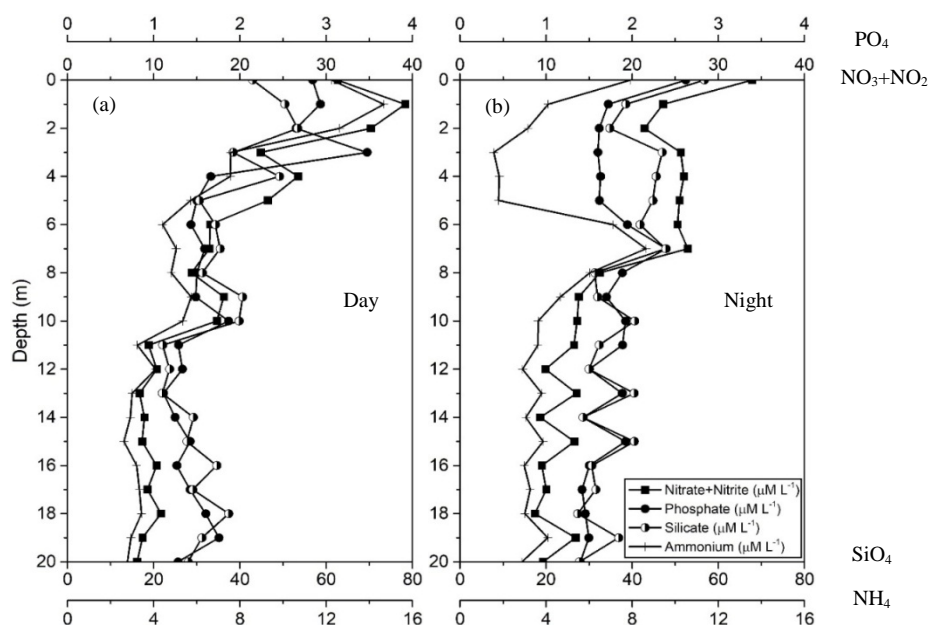 0 1 2 3 4 0 1 2 3 4
PO₄
0 10 20 30 40 0 10 20 30 40
NO₃+NO₂
0
(a)
(b)
2
4
6
8
Day
Night
10
Depth (m)
12
14
16
Nitrate+Nitrite (μM L⁻¹)
Phosphate (μM L⁻¹)
18
Silicate (μM L⁻¹)
Ammonium (μM L⁻¹)
20
SiO₄
0 20 40 60 80 0 20 40 60 80
NH₄
0 4 8 12 16 0 4 8 12 16